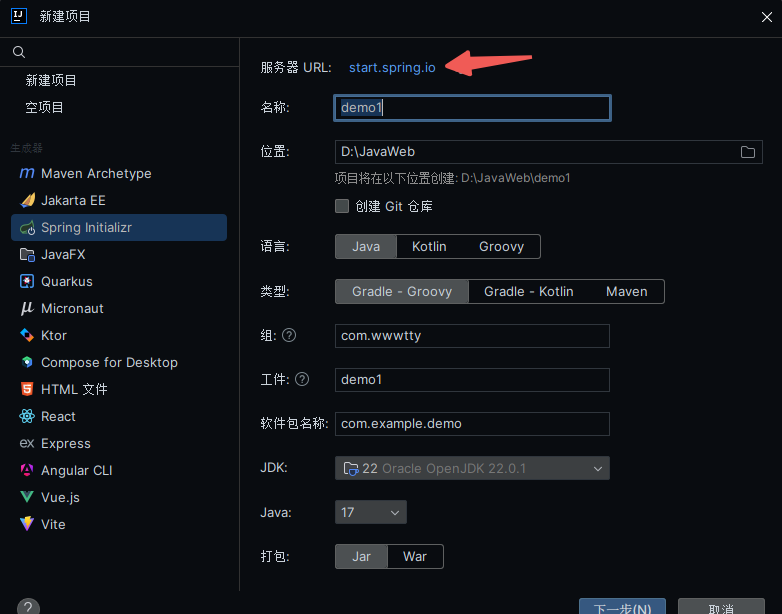 新建项目
新建项目
空项目
生成器
Maven Archetype
Jakarta EE
Spring Initializr
JavaFX
Quarkus
Micronaut
Ktor
Compose for Desktop
HTML 文件
React
Express
Angular CLI
Vue.js
Vite
服务器 URL: start.spring.io
名称: demo1
位置: D:\JavaWeb
项目将在以下位置创建: D:\JavaWeb\demo1
创建 Git 仓库
语言: Java Kotlin Groovy
类型: Gradle - Groovy Gradle - Kotlin Maven
组: ? com.wwwtty
工件: ? demo1
软件包名称: com.example.demo
JDK: 22 Oracle OpenJDK 22.0.1
Java: 17
打包: Jar War
? 下一步(N) 取消